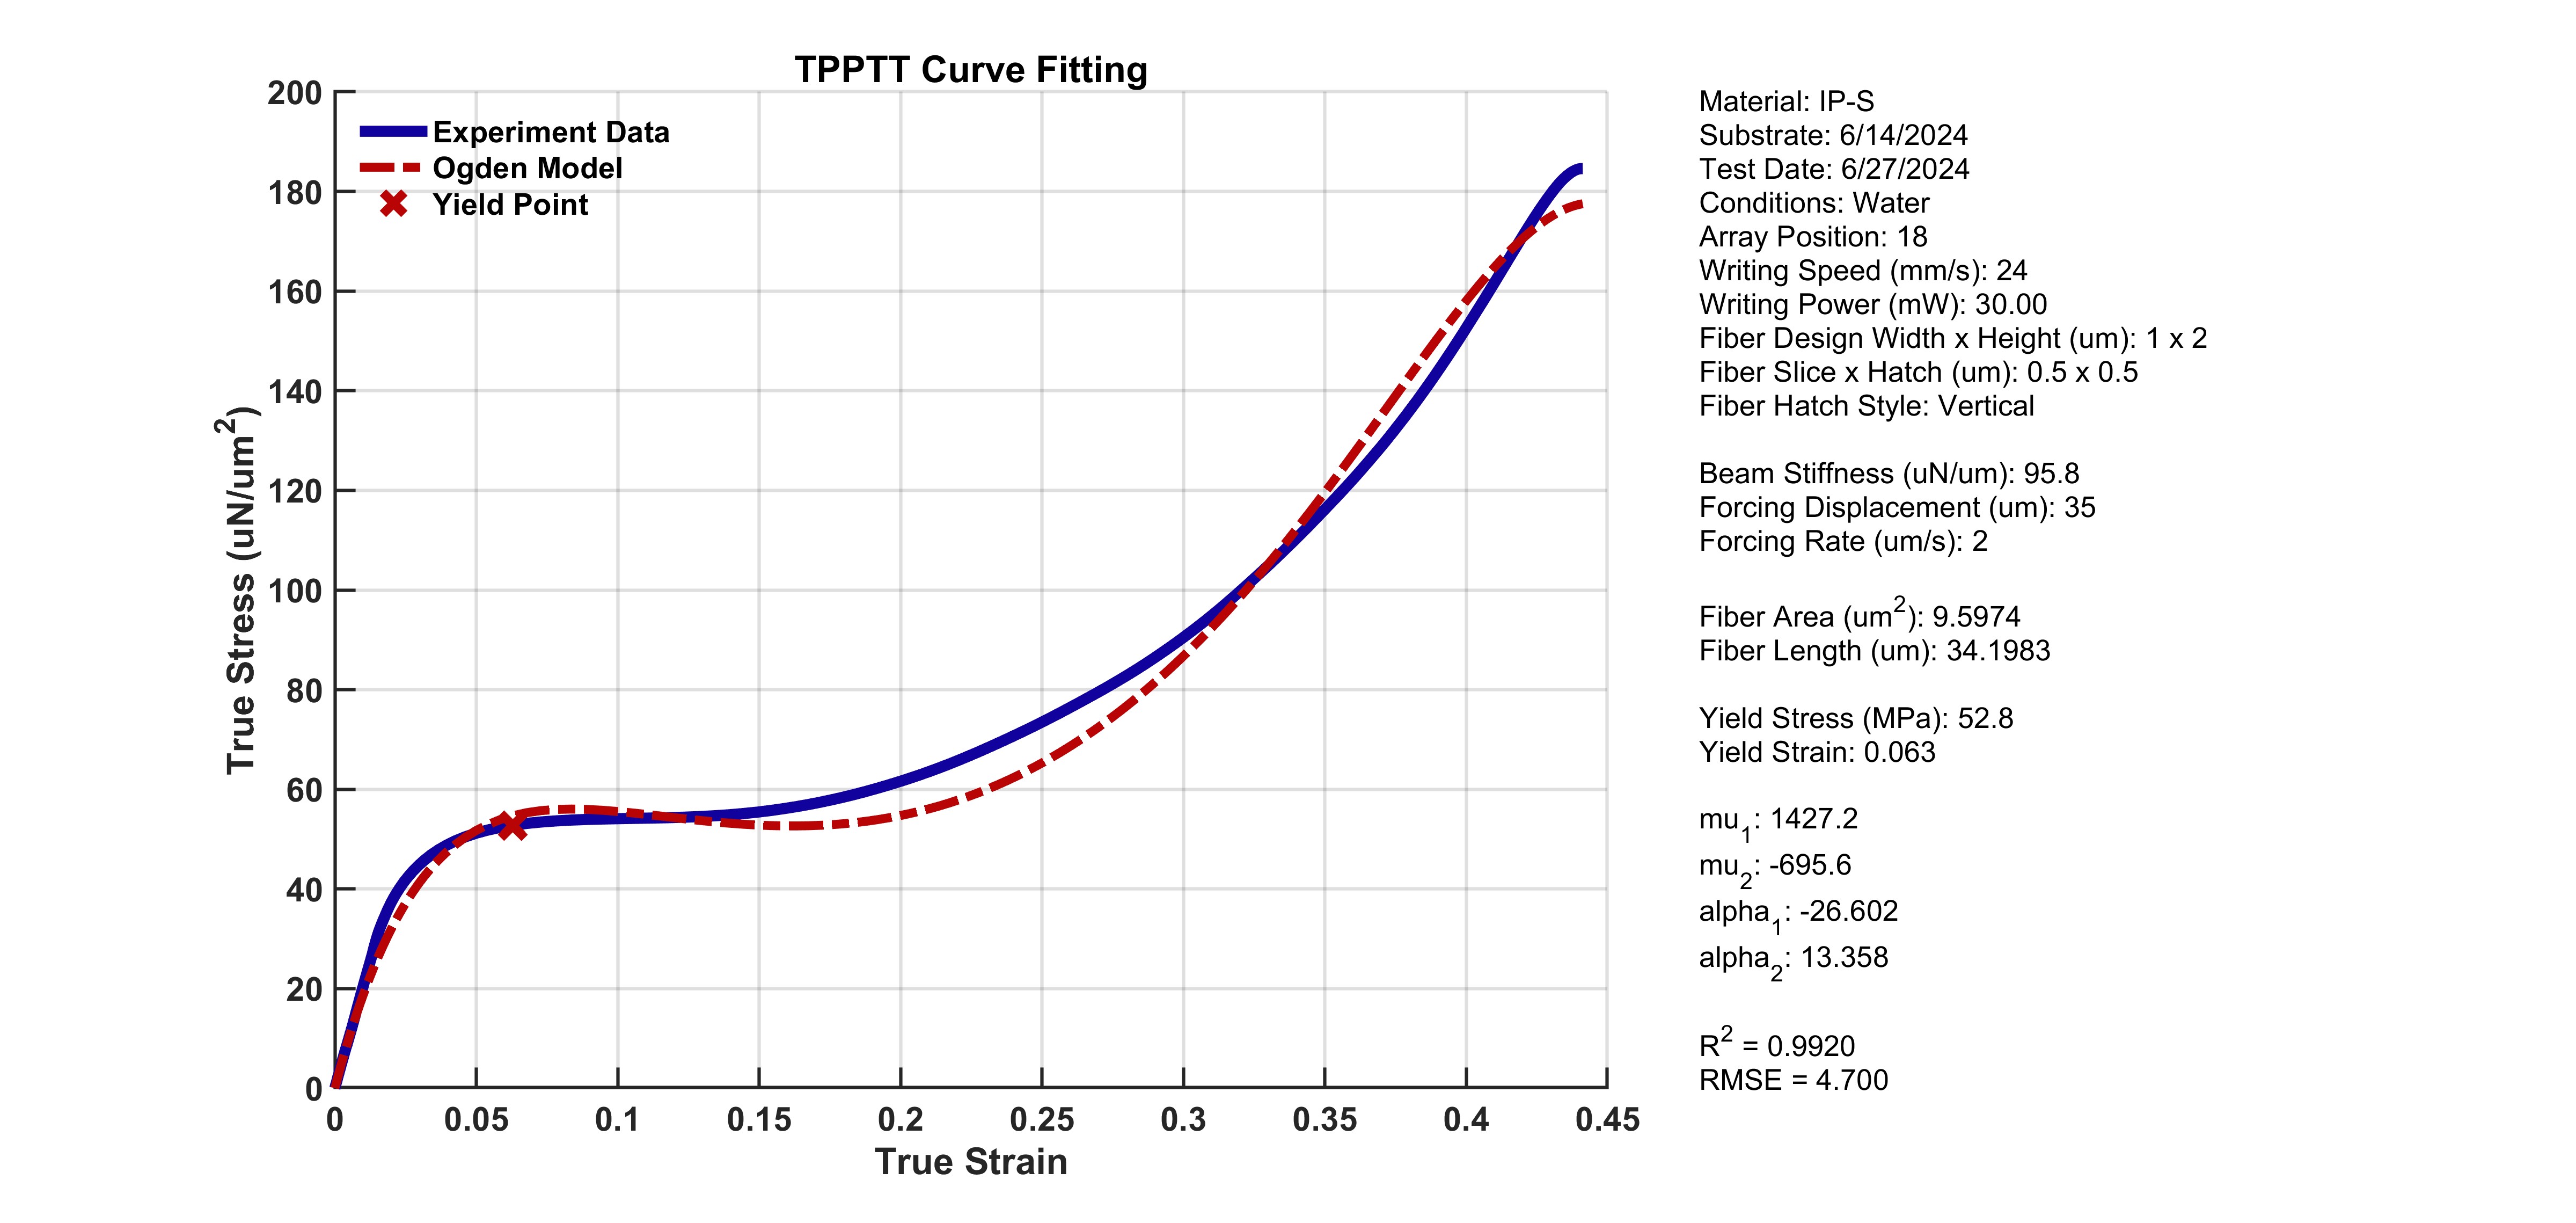 TPPTT Curve Fitting
Experiment Data
Ogden Model
Yield Point
True Stress (uN/um²)
200
180
160
140
120
100
80
60
40
20
0
0 0.05 0.1 0.15 0.2 0.25 0.3 0.35 0.4 0.45
True Strain
Material: IP-S
Substrate: 6/14/2024
Test Date: 6/27/2024
Conditions: Water
Array Position: 18
Writing Speed (mm/s): 24
Writing Power (mW): 30.00
Fiber Design Width x Height (um): 1 x 2
Fiber Slice x Hatch (um): 0.5 x 0.5
Fiber Hatch Style: Vertical
Beam Stiffness (uN/um): 95.8
Forcing Displacement (um): 35
Forcing Rate (um/s): 2
Fiber Area (um²): 9.5974
Fiber Length (um): 34.1983
Yield Stress (MPa): 52.8
Yield Strain: 0.063
mu₁: 1427.2
mu₂: -695.6
alpha₁: -26.602
alpha₂: 13.358
R² = 0.9920
RMSE = 4.700